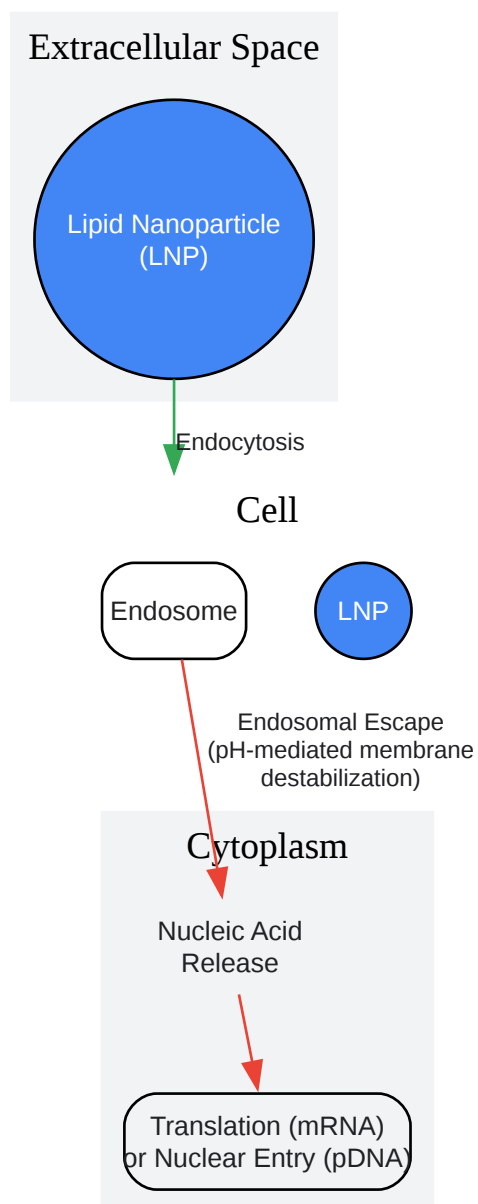 Extracellular Space
Lipid Nanoparticle
(LNP)
Endocytosis
Cell
Endosome
LNP
Endosomal Escape
(pH-mediated membrane
destabilization)
Cytoplasm
Nucleic Acid
Release
Translation (mRNA)
or Nuclear Entry (pDNA)